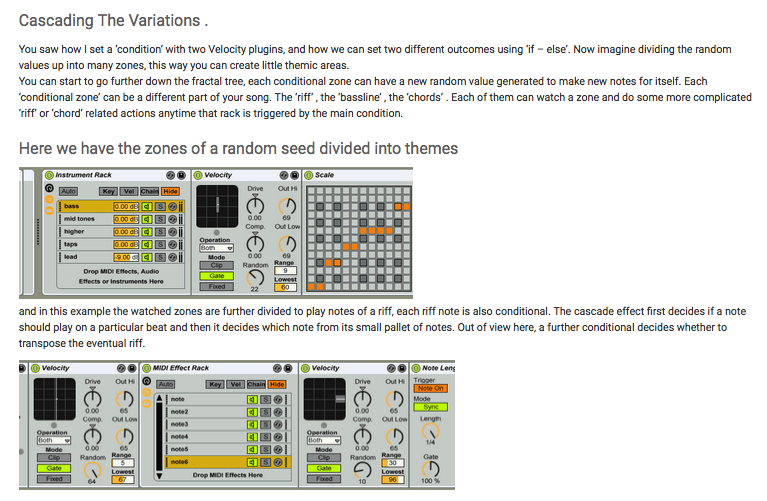 Cascading The Variations .
You saw how I set a 'condition' with two Velocity plugins, and how we can set two different outcomes using 'if – else'. Now imagine dividing the random
values up into many zones, this way you can create little themic areas.
You can start to go further down the fractal tree, each conditional zone can have a new random value generated to make new notes for itself. Each
'conditional zone' can be a different part of your song. The 'riff' , the 'bassline' , the 'chords' . Each of them can watch a zone and do some more complicated
'riff' or 'chord' related actions anytime that rack is triggered by the main condition.
Here we have the zones of a random seed divided into themes
Instrument Rack
Auto Key Vel Chain Hide
bass 0.00 dB S
mid tones 0.00 dB S
higher 0.00 dB S
taps 0.00 dB S
lead -9.00 dB S
Drop MIDI Effects, Audio
Effects or Instruments Here
Velocity
Drive Out Hi
0.00 69
Comp. Out Low
Operation
Both
0.00 69
Mode Random Range
Clip 9
Gate Lowest
Fixed 22 60
Scale
and in this example the watched zones are further divided to play notes of a riff, each riff note is also conditional. The cascade effect first decides if a note
should play on a particular beat and then it decides which note from its small pallet of notes. Out of view here, a further conditional decides whether to
transpose the eventual riff.
Velocity
Drive Out Hi
0.00 65
Comp. Out Low
Operation
Both
0.00 65
Mode Random Range
Clip 5
Gate Lowest
Fixed 64 67
MIDI Effect Rack
Auto Key Vel Chain Hide
note S
note2 S
note3 S
note4 S
note5 S
note6 S
Drop MIDI Effects Here
Velocity
Drive Out Hi
0.00 65
Comp. Out Low
Operation
Both
0.00 65
Mode Random Range
Clip 30
Gate Lowest
Fixed 10 96
Note Leng
Trigger
Note On
Mode
Sync
Length
1/4
Gate
100 %